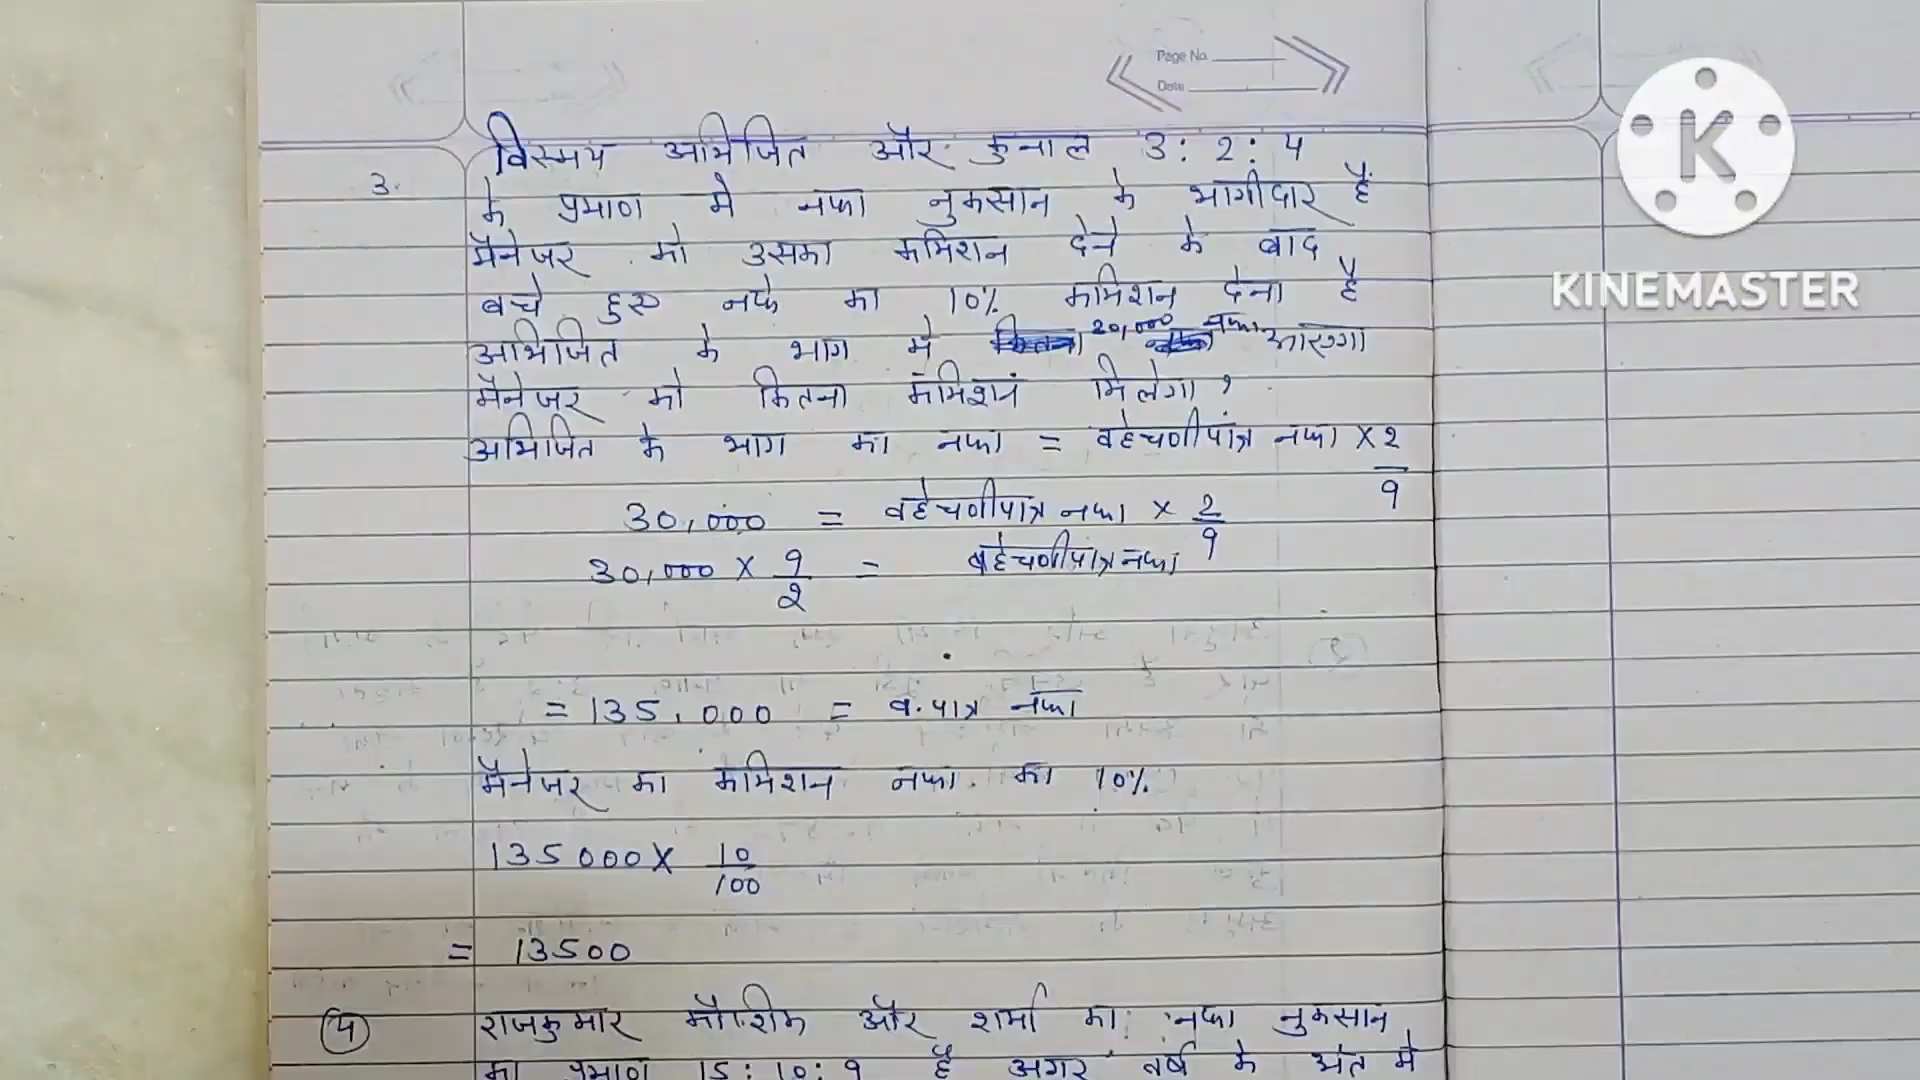 Page No
Date
K
KINEMASTER
3.
विस्मय अभिजित और कुनाल 3 : 2 : 4
के प्रमाण मे नफा नुकसान के भागीदार है
मैनेजर को उसका कमिशन देने के बाद
बचे हुए नफे का 10% कमिशन देना है
अभिजित के भाग मे 20,000 नफा आएगा
मैनेजर को कितना कमिशन मिलेगा ?
अभिजित के भाग का नफा = वहेचणीपात्र नफा × 2/9
30,000 = वहेचणीपात्र नफा × 2/9
30,000 × 9/2 = वहेचणीपात्र नफा
= 135,000 = व.पात्र नफा
मैनेजर का कमिशन नफा का 10%
135000 × 10/100
= 13500
4
राजकुमार कौशिक और शर्मा का नफा नुकसान
का प्रमाण 15 : 10 : 9 है अगर वर्ष के अंत मे